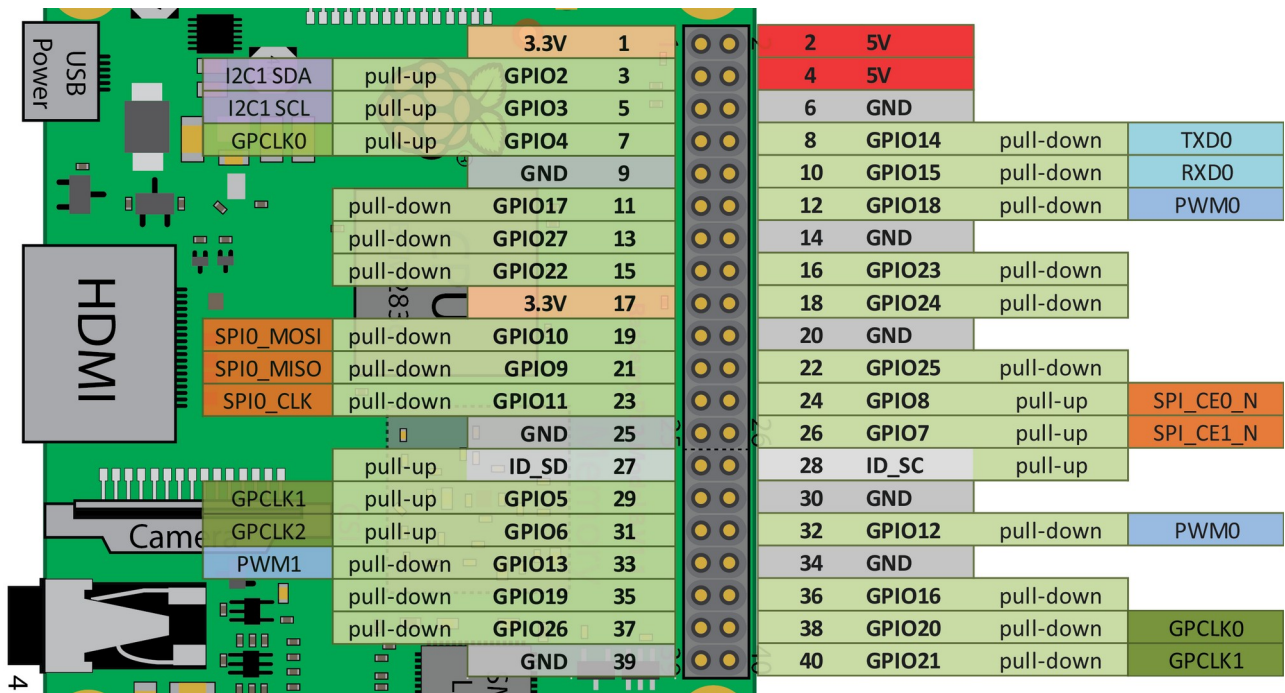 USB Power
HDMI
Camera
4
3.3V 1 2 5V
I2C1 SDA pull-up GPIO2 3 4 5V
I2C1 SCL pull-up GPIO3 5 6 GND
GPCLK0 pull-up GPIO4 7 8 GPIO14 pull-down TXD0
GND 9 10 GPIO15 pull-down RXD0
pull-down GPIO17 11 12 GPIO18 pull-down PWM0
pull-down GPIO27 13 14 GND
pull-down GPIO22 15 16 GPIO23 pull-down
3.3V 17 18 GPIO24 pull-down
SPI0_MOSI pull-down GPIO10 19 20 GND
SPI0_MISO pull-down GPIO9 21 22 GPIO25 pull-down
SPI0_CLK pull-down GPIO11 23 24 GPIO8 pull-up SPI_CE0_N
GND 25 26 GPIO7 pull-up SPI_CE1_N
pull-up ID_SD 27 28 ID_SC pull-up
GPCLK1 pull-up GPIO5 29 30 GND
GPCLK2 pull-up GPIO6 31 32 GPIO12 pull-down PWM0
PWM1 pull-down GPIO13 33 34 GND
pull-down GPIO19 35 36 GPIO16 pull-down
pull-down GPIO26 37 38 GPIO20 pull-down GPCLK0
GND 39 40 GPIO21 pull-down GPCLK1